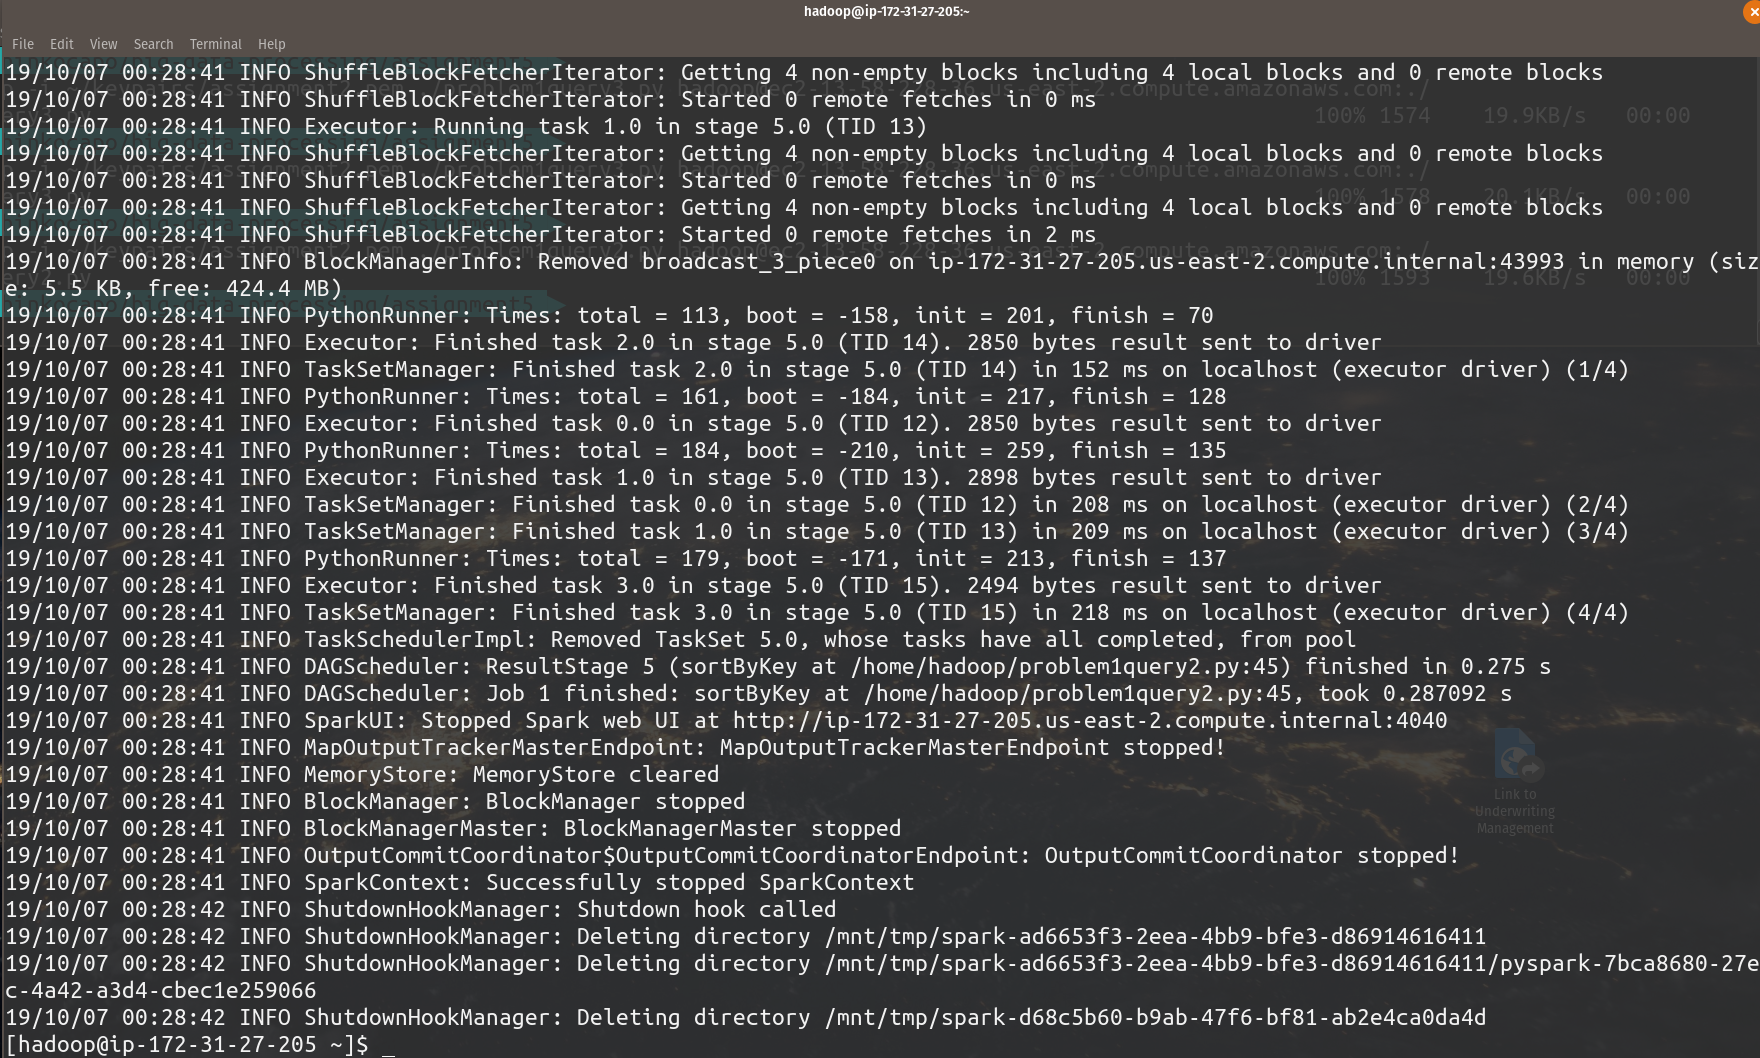 hadoop@ip-172-31-27-205:~
File Edit View Search Terminal Help
19/10/07 00:28:41 INFO ShuffleBlockFetcherIterator: Getting 4 non-empty blocks including 4 local blocks and 0 remote blocks
19/10/07 00:28:41 INFO ShuffleBlockFetcherIterator: Started 0 remote fetches in 0 ms
19/10/07 00:28:41 INFO Executor: Running task 1.0 in stage 5.0 (TID 13)
19/10/07 00:28:41 INFO ShuffleBlockFetcherIterator: Getting 4 non-empty blocks including 4 local blocks and 0 remote blocks
19/10/07 00:28:41 INFO ShuffleBlockFetcherIterator: Started 0 remote fetches in 0 ms
19/10/07 00:28:41 INFO ShuffleBlockFetcherIterator: Getting 4 non-empty blocks including 4 local blocks and 0 remote blocks
19/10/07 00:28:41 INFO ShuffleBlockFetcherIterator: Started 0 remote fetches in 2 ms
19/10/07 00:28:41 INFO BlockManagerInfo: Removed broadcast_3_piece0 on ip-172-31-27-205.us-east-2.compute.internal:43993 in memory (siz
e: 5.5 KB, free: 424.4 MB)
19/10/07 00:28:41 INFO PythonRunner: Times: total = 113, boot = -158, init = 201, finish = 70
19/10/07 00:28:41 INFO Executor: Finished task 2.0 in stage 5.0 (TID 14). 2850 bytes result sent to driver
19/10/07 00:28:41 INFO TaskSetManager: Finished task 2.0 in stage 5.0 (TID 14) in 152 ms on localhost (executor driver) (1/4)
19/10/07 00:28:41 INFO PythonRunner: Times: total = 161, boot = -184, init = 217, finish = 128
19/10/07 00:28:41 INFO Executor: Finished task 0.0 in stage 5.0 (TID 12). 2850 bytes result sent to driver
19/10/07 00:28:41 INFO PythonRunner: Times: total = 184, boot = -210, init = 259, finish = 135
19/10/07 00:28:41 INFO Executor: Finished task 1.0 in stage 5.0 (TID 13). 2898 bytes result sent to driver
19/10/07 00:28:41 INFO TaskSetManager: Finished task 0.0 in stage 5.0 (TID 12) in 208 ms on localhost (executor driver) (2/4)
19/10/07 00:28:41 INFO TaskSetManager: Finished task 1.0 in stage 5.0 (TID 13) in 209 ms on localhost (executor driver) (3/4)
19/10/07 00:28:41 INFO PythonRunner: Times: total = 179, boot = -171, init = 213, finish = 137
19/10/07 00:28:41 INFO Executor: Finished task 3.0 in stage 5.0 (TID 15). 2494 bytes result sent to driver
19/10/07 00:28:41 INFO TaskSetManager: Finished task 3.0 in stage 5.0 (TID 15) in 218 ms on localhost (executor driver) (4/4)
19/10/07 00:28:41 INFO TaskSchedulerImpl: Removed TaskSet 5.0, whose tasks have all completed, from pool
19/10/07 00:28:41 INFO DAGScheduler: ResultStage 5 (sortByKey at /home/hadoop/problem1query2.py:45) finished in 0.275 s
19/10/07 00:28:41 INFO DAGScheduler: Job 1 finished: sortByKey at /home/hadoop/problem1query2.py:45, took 0.287092 s
19/10/07 00:28:41 INFO SparkUI: Stopped Spark web UI at http://ip-172-31-27-205.us-east-2.compute.internal:4040
19/10/07 00:28:41 INFO MapOutputTrackerMasterEndpoint: MapOutputTrackerMasterEndpoint stopped!
19/10/07 00:28:41 INFO MemoryStore: MemoryStore cleared
19/10/07 00:28:41 INFO BlockManager: BlockManager stopped
19/10/07 00:28:41 INFO BlockManagerMaster: BlockManagerMaster stopped
19/10/07 00:28:41 INFO OutputCommitCoordinator$OutputCommitCoordinatorEndpoint: OutputCommitCoordinator stopped!
19/10/07 00:28:41 INFO SparkContext: Successfully stopped SparkContext
19/10/07 00:28:42 INFO ShutdownHookManager: Shutdown hook called
19/10/07 00:28:42 INFO ShutdownHookManager: Deleting directory /mnt/tmp/spark-ad6653f3-2eea-4bb9-bfe3-d86914616411
19/10/07 00:28:42 INFO ShutdownHookManager: Deleting directory /mnt/tmp/spark-ad6653f3-2eea-4bb9-bfe3-d86914616411/pyspark-7bca8680-27e
c-4a42-a3d4-cbec1e259066
19/10/07 00:28:42 INFO ShutdownHookManager: Deleting directory /mnt/tmp/spark-d68c5b60-b9ab-47f6-bf81-ab2e4ca0da4d
[hadoop@ip-172-31-27-205 ~]$ _
100% 1574 19.9KB/s 00:00
100% 1578 20.1KB/s 00:00
100% 1593 19.6KB/s 00:00
Link to
Underwriting
Management